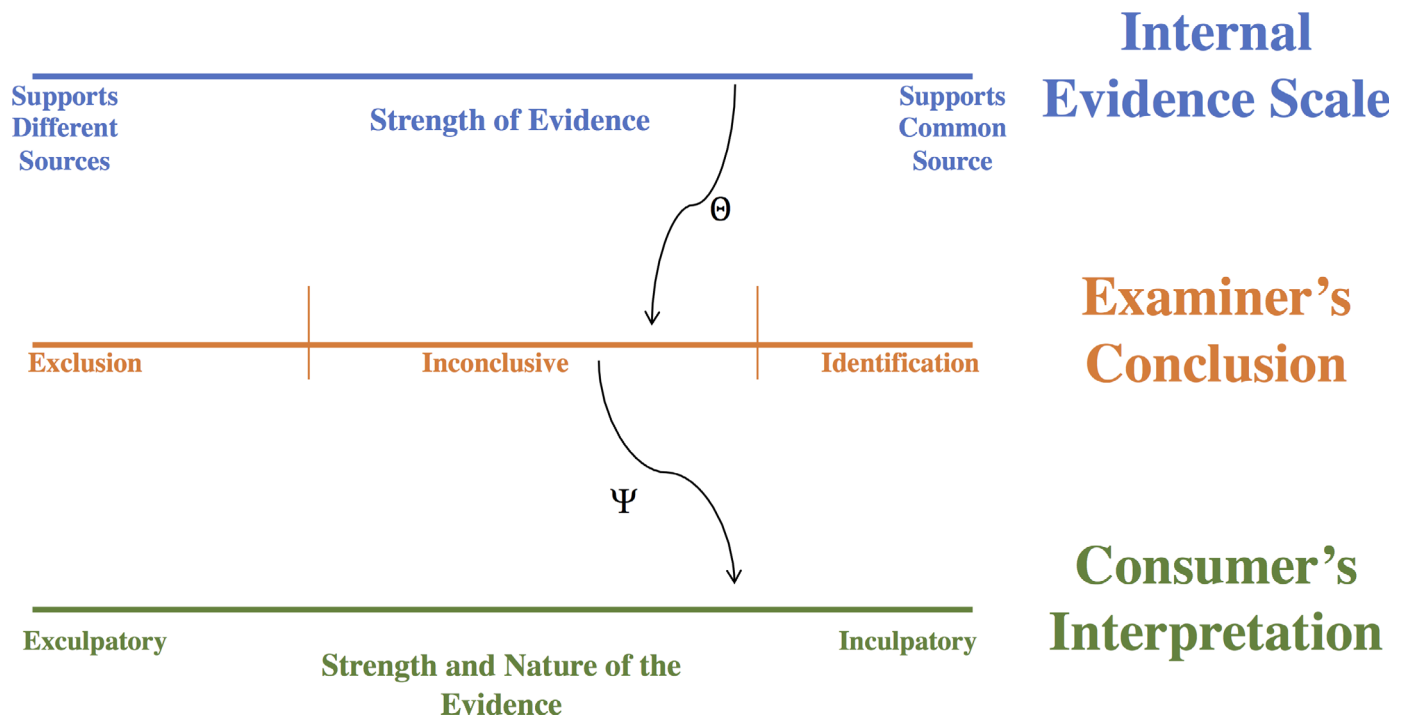 Internal
Evidence Scale
Supports
Different
Sources
Strength of Evidence
Supports
Common
Source
Θ
Examiner’s
Conclusion
Exclusion
Inconclusive
Identification
Ψ
Consumer’s
Interpretation
Exculpatory
Inculpatory
Strength and Nature of the
Evidence